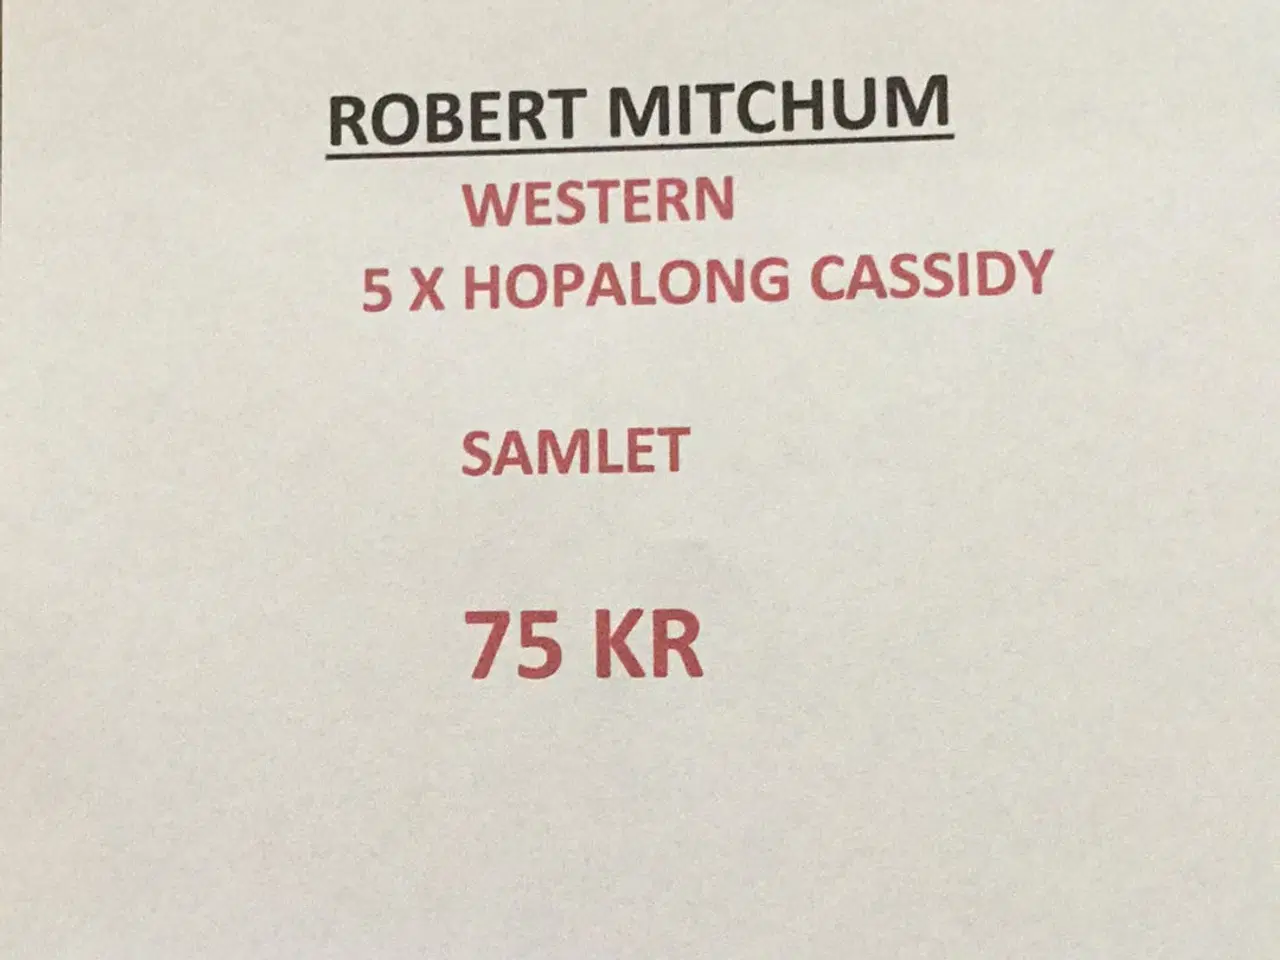 ROBERT MITCHUM
WESTERN
5 X HOPALONG CASSIDY
SAMLET
75 KR